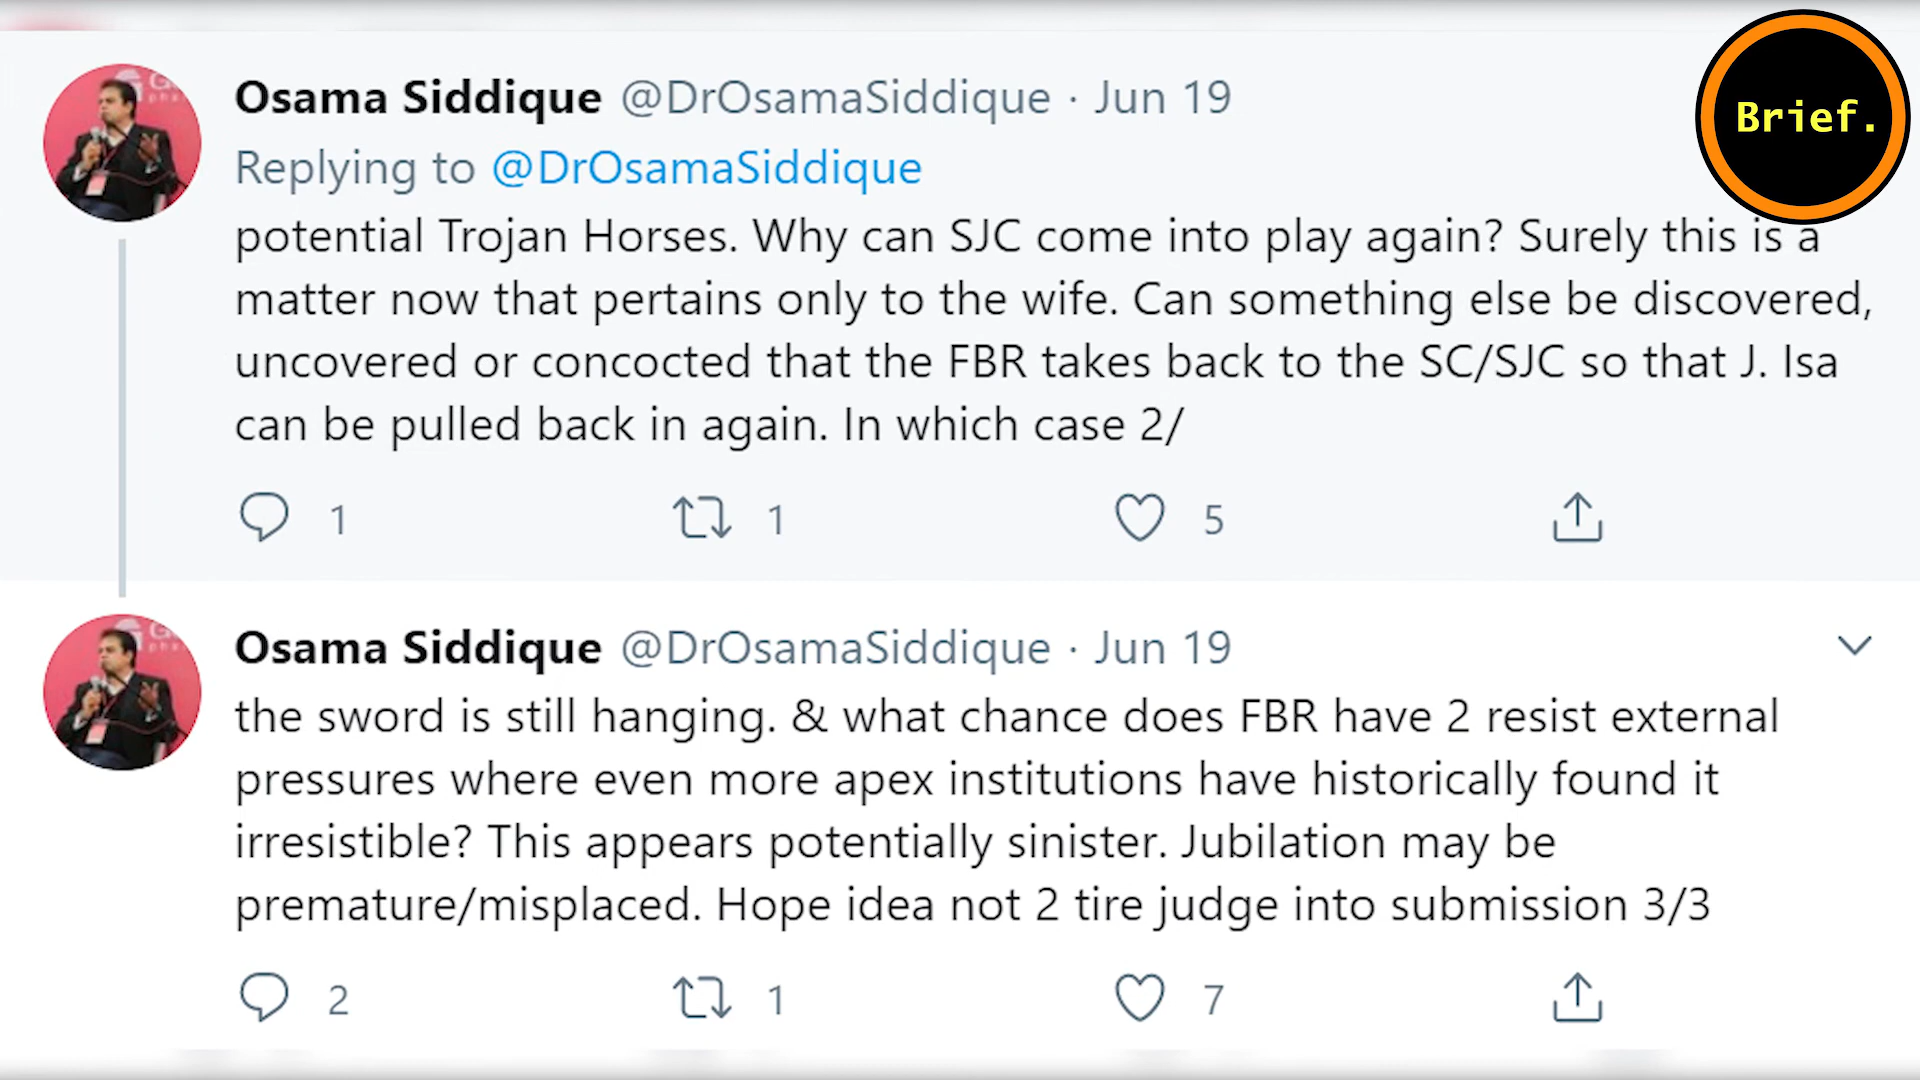 Osama Siddique @DrOsamaSiddique · Jun 19
Brief.
Replying to @DrOsamaSiddique
potential Trojan Horses. Why can SJC come into play again? Surely this is a
matter now that pertains only to the wife. Can something else be discovered,
uncovered or concocted that the FBR takes back to the SC/SJC so that J. Isa
can be pulled back in again. In which case 2/
1 1 5
Osama Siddique @DrOsamaSiddique · Jun 19
the sword is still hanging. & what chance does FBR have 2 resist external
pressures where even more apex institutions have historically found it
irresistible? This appears potentially sinister. Jubilation may be
premature/misplaced. Hope idea not 2 tire judge into submission 3/3
2 1 7